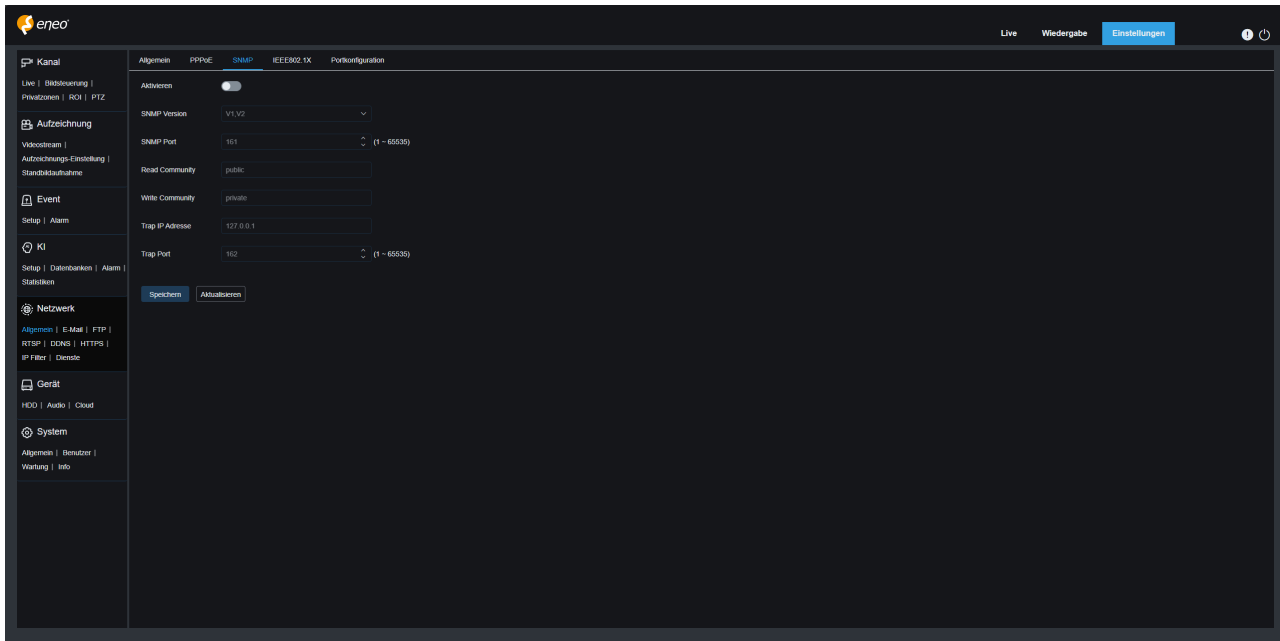 eneo
Live Wiedergabe Einstellungen
Kanal
Live | Bildsteuerung |
Privatzonen | ROI | PTZ
Aufzeichnung
Videostream |
Aufzeichnungs-Einstellung |
Standbildaufnahme
Event
Setup | Alarm
KI
Setup | Datenbanken | Alarm |
Statistiken
Netzwerk
Allgemein | E-Mail | FTP |
RTSP | DDNS | HTTPS |
IP Filter | Dienste
Gerät
HDD | Audio | Cloud
System
Allgemein | Benutzer |
Wartung | Info
Allgemein PPPoE SNMP IEEE802.1X Portkonfiguration
Aktivieren
SNMP Version V1,V2
SNMP Port 161 (1 ~ 65535)
Read Community public
Write Community private
Trap IP Adresse 127.0.0.1
Trap Port 162 (1 ~ 65535)
Speichern Aktualisieren